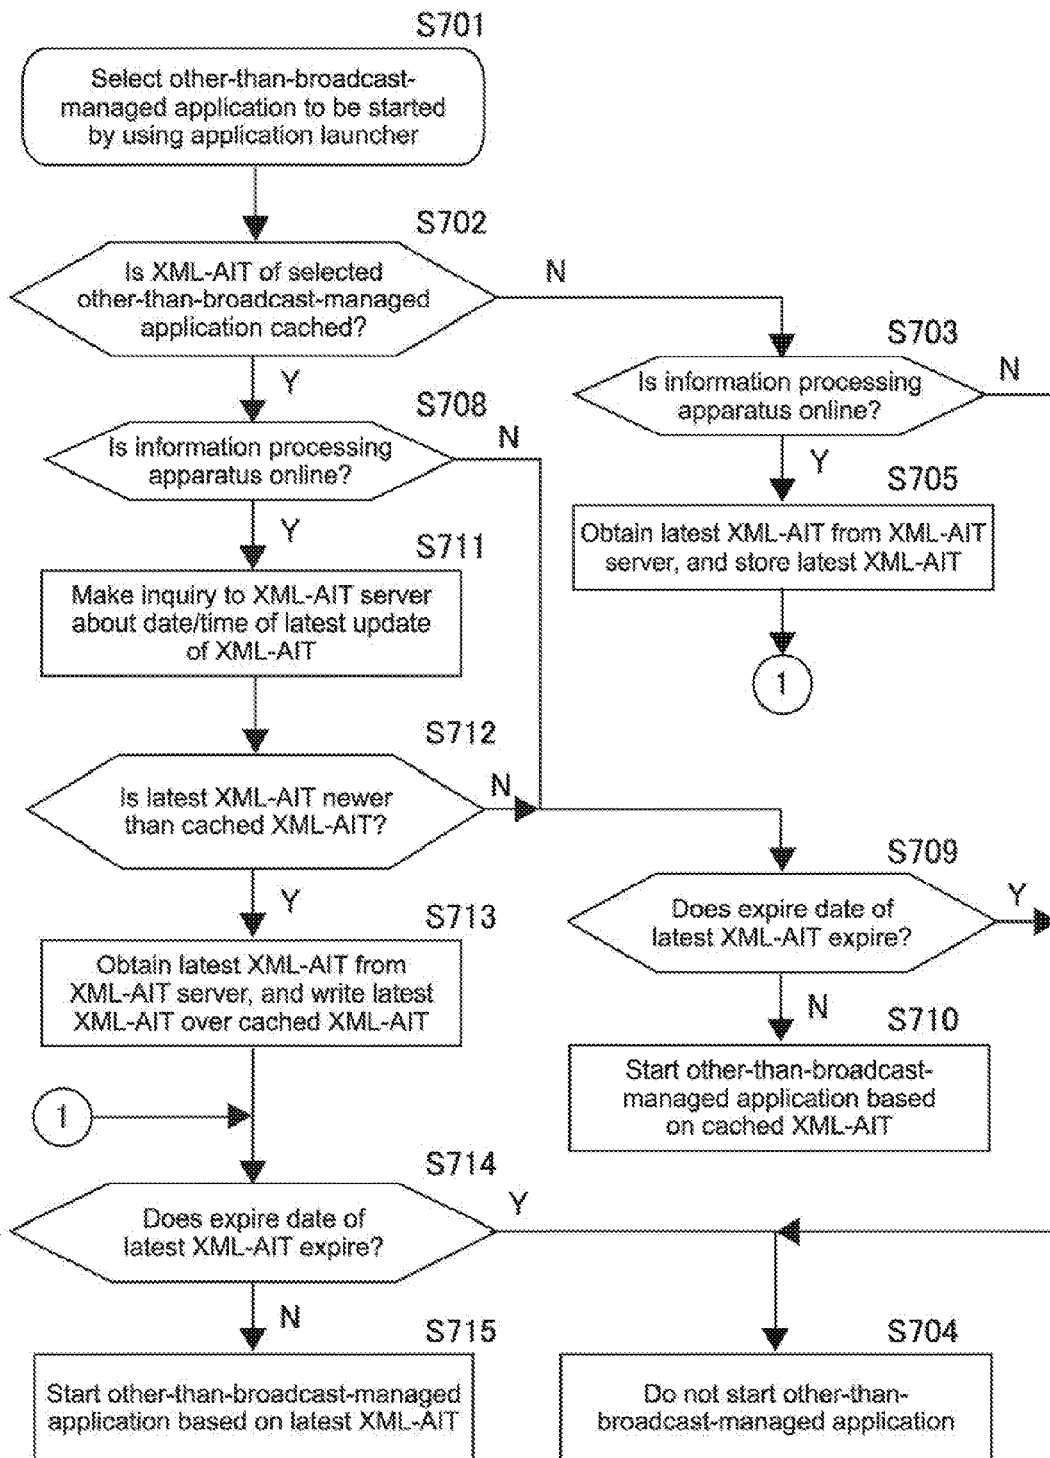 S701
Select other-than-broadcast-
managed application to be started
by using application launcher
S702
Is XML-AIT of selected
other-than-broadcast-managed
application cached?
N
Y
S703
Is information processing
apparatus online?
N
Y
S708
Is information processing
apparatus online?
N
Y
S705
Obtain latest XML-AIT from XML-AIT
server, and store latest XML-AIT
1
S711
Make inquiry to XML-AIT server
about date/time of latest update
of XML-AIT
S712
Is latest XML-AIT newer
than cached XML-AIT?
N
Y
S709
Does expire date of
latest XML-AIT expire?
Y
N
S713
Obtain latest XML-AIT from
XML-AIT server, and write latest
XML-AIT over cached XML-AIT
S710
Start other-than-broadcast-
managed application based
on cached XML-AIT
1
S714
Does expire date of
latest XML-AIT expire?
Y
N
S715
Start other-than-broadcast-managed
application based on latest XML-AIT
S704
Do not start other-than-
broadcast-managed application